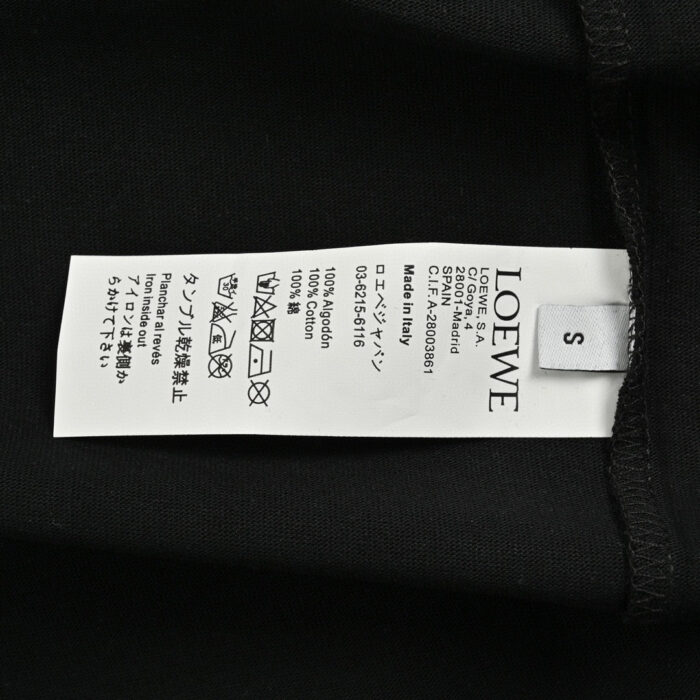 LOEWE
LOEWE, S.A.
C/Goya, 4
28001-Madrid
SPAIN
C.I.F. A-28003861
Made in Italy
ロエベジャパン
03-6215-6116
100% Algodón
100% Cotton
100% 綿
タンブル乾燥禁止
Planchar al revés
Iron inside out
アイロンは裏側か
らかけて下さい
S